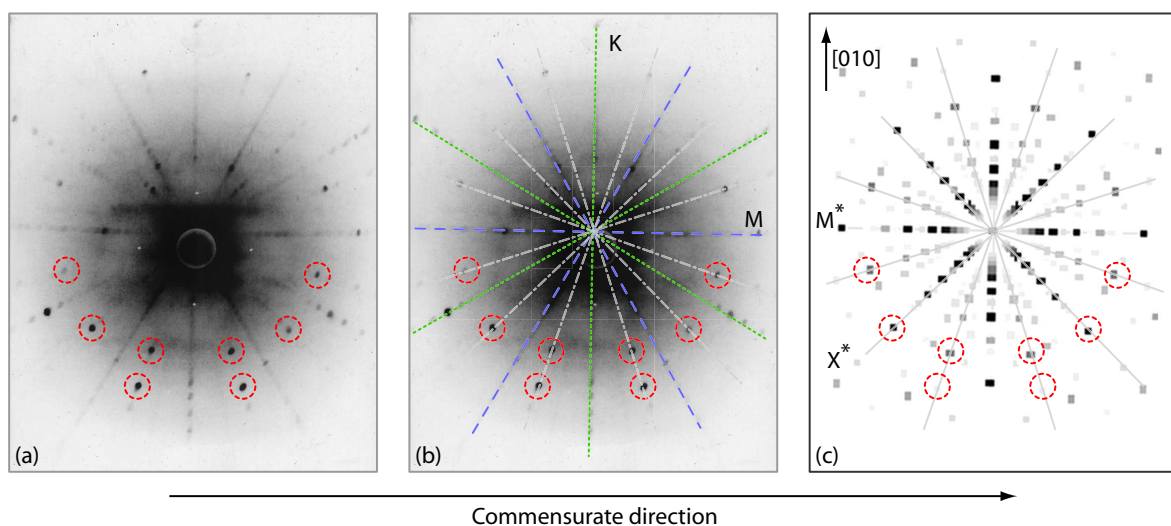 K
[010]
M
M*
X*
(a)
(b)
(c)
Commensurate direction